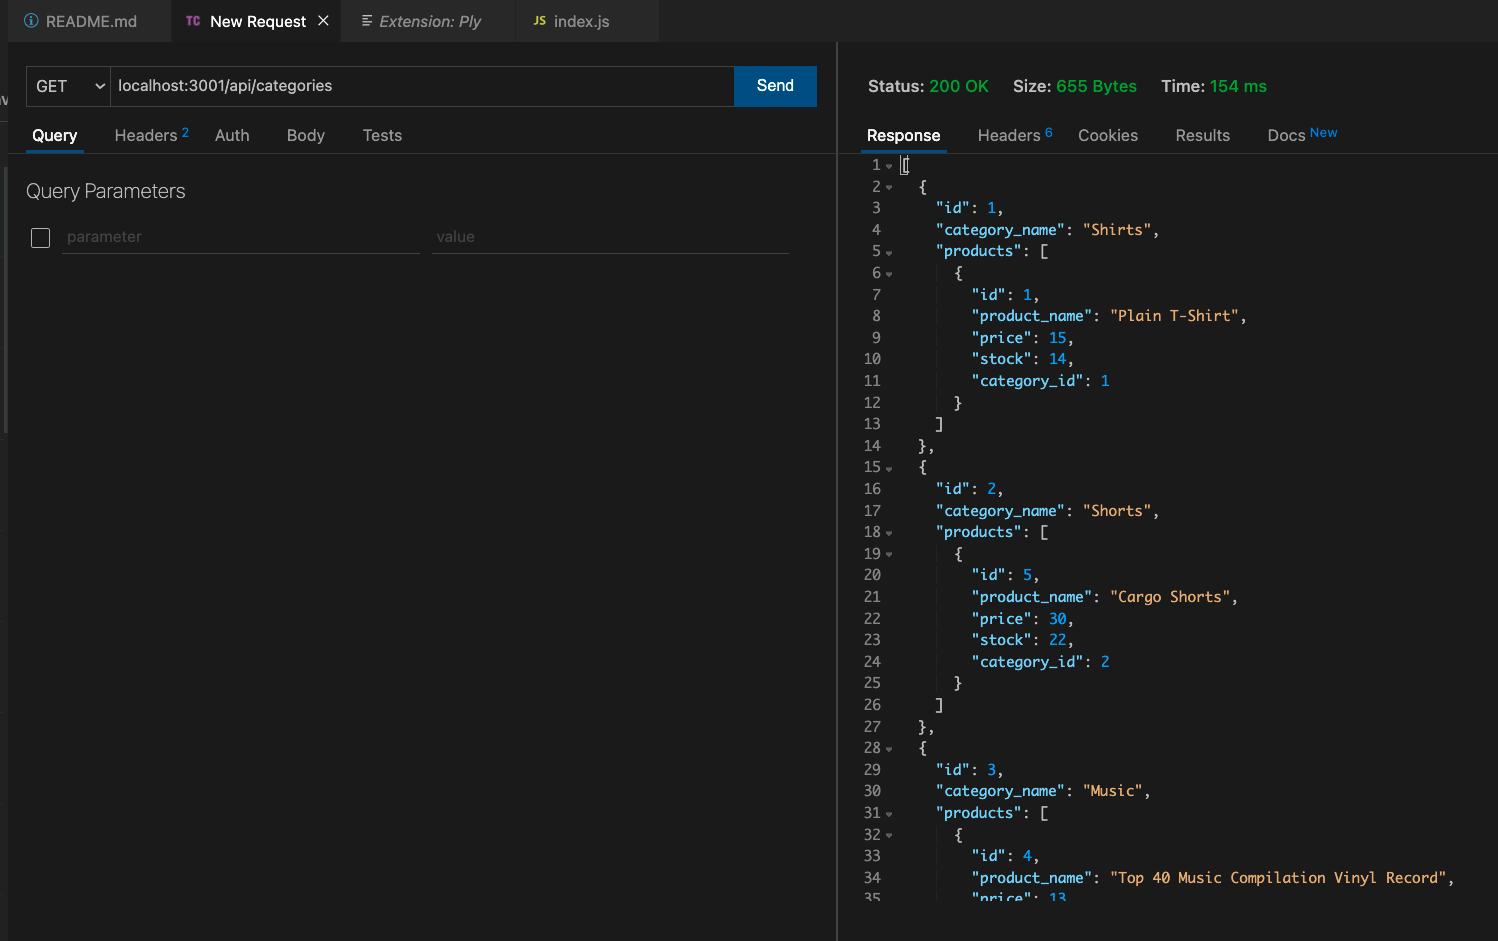 README.md
TC New Request
Extension: Ply
JS index.js
GET
localhost:3001/api/categories
Send
Query
Headers 2
Auth
Body
Tests
Query Parameters
parameter
value
Status: 200 OK
Size: 655 Bytes
Time: 154 ms
Response
Headers 6
Cookies
Results
Docs New
1 [
2 {
3 "id": 1,
4 "category_name": "Shirts",
5 "products": [
6 {
7 "id": 1,
8 "product_name": "Plain T-Shirt",
9 "price": 15,
10 "stock": 14,
11 "category_id": 1
12 }
13 ]
14 },
15 {
16 "id": 2,
17 "category_name": "Shorts",
18 "products": [
19 {
20 "id": 5,
21 "product_name": "Cargo Shorts",
22 "price": 30,
23 "stock": 22,
24 "category_id": 2
25 }
26 ]
27 },
28 {
29 "id": 3,
30 "category_name": "Music",
31 "products": [
32 {
33 "id": 4,
34 "product_name": "Top 40 Music Compilation Vinyl Record",
35 "price": 13